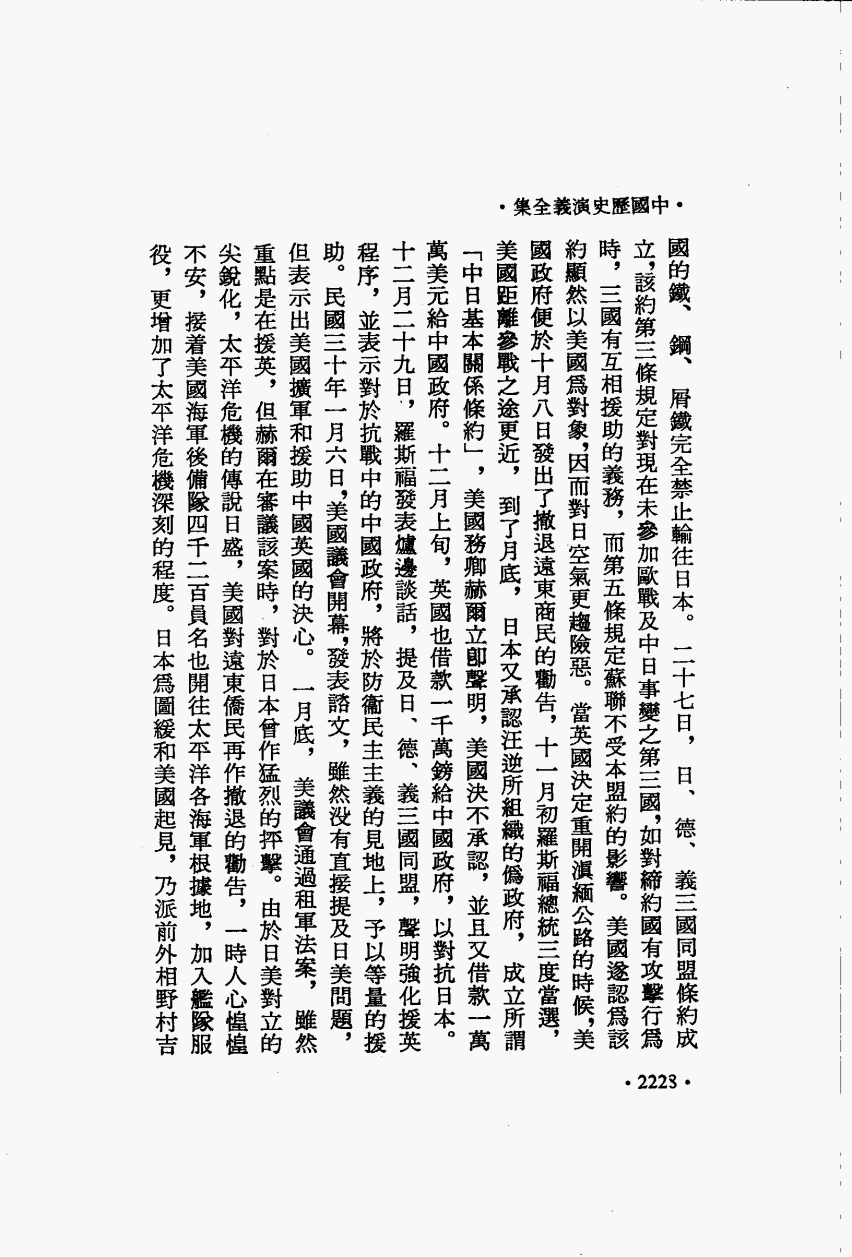 ·中國歷史演義全集·
國的鐵、鋼、屑鐵完全禁止輸往日本。二十七日，日、德、義三國同盟條約成
立，該約第三條規定對現在未參加歐戰及中日事變之第三國，如對締約國有攻擊行爲
時，三國有互相援助的義務，而第五條規定蘇聯不受本盟約的影響。美國遂認爲該
約顯然以美國爲對象，因而對日空氣更趨險惡。當英國決定重開滇緬公路的時候，美
國政府便於十月八日發出了撤退遠東商民的勸告，十一月初羅斯福總統三度當選，
美國距離參戰之途更近，到了月底，日本又承認汪逆所組織的僞政府，成立所謂
「中日基本關係條約」，美國務卿赫爾立卽聲明，美國決不承認，並且又借款一萬
萬美元給中國政府。十二月上旬，英國也借款一千萬鎊給中國政府，以對抗日本。
十二月二十九日，羅斯福發表爐邊談話，提及日、德、義三國同盟，聲明強化援英
程序，並表示對於抗戰中的中國政府，將於防衞民主主義的見地上，予以等量的援
助。民國三十年一月六日，美國議會開幕，發表諮文，雖然没有直接提及日美問題，
但表示出美國擴軍和援助中國英國的決心。一月底，美議會通過租軍法案，雖然
重點是在援英，但赫爾在審議該案時，對於日本曾作猛烈的抨擊。由於日美對立的
尖銳化，太平洋危機的傳說日盛，美國對遠東僑民再作撤退的勸告，一時人心惶惶
不安，接着美國海軍後備隊四千二百員名也開往太平洋各海軍根據地，加入艦隊服
役，更增加了太平洋危機深刻的程度。日本爲圖緩和美國起見，乃派前外相野村吉
·2223·